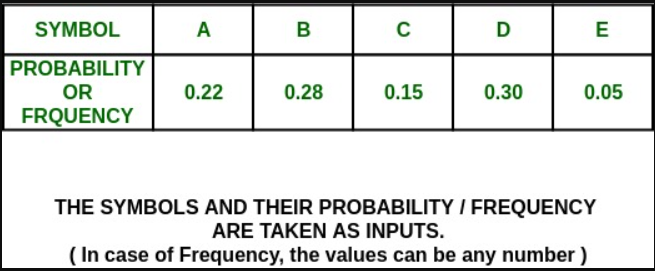 SYMBOL A B C D E
PROBABILITY
OR 0.22 0.28 0.15 0.30 0.05
FRQUENCY
THE SYMBOLS AND THEIR PROBABILITY / FREQUENCY
ARE TAKEN AS INPUTS.
( In case of Frequency, the values can be any number )